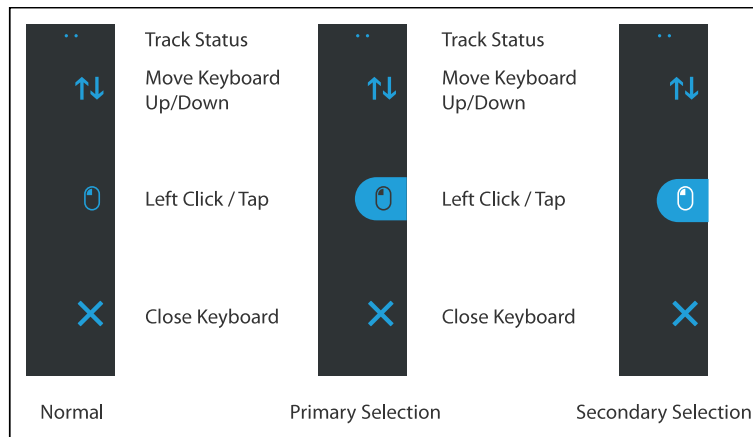 Track Status
Track Status
Move Keyboard
Up/Down
Move Keyboard
Up/Down
Left Click / Tap
Left Click / Tap
Close Keyboard
Close Keyboard
Normal
Primary Selection
Secondary Selection